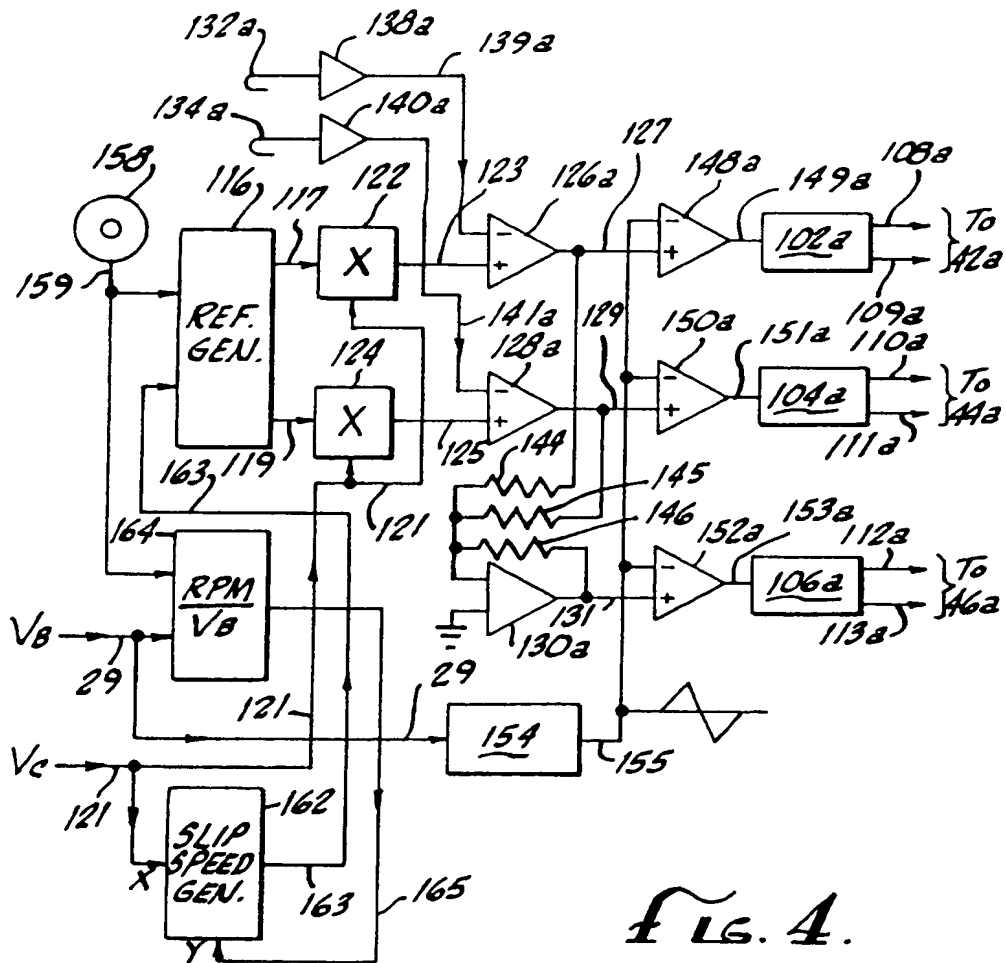 132a
138a
139a
134a
140a
158
116
117
122
123
126a
127
148a
149a
108a
X
-
+
-
+
102a
To
42a
159
REF.
GEN.
109a
141a
129
150a
151a
110a
124
128a
X
-
+
-
+
104a
To
44a
111a
119
125
144
163
121
145
146
164
152a
153a
112a
RPM
VB
-
+
106a
To
46a
131
113a
130a
VB
29
121
29
154
155
VC
121
162
SLIP
SPEED
GEN.
X
Y
163
165
FIG. 4.